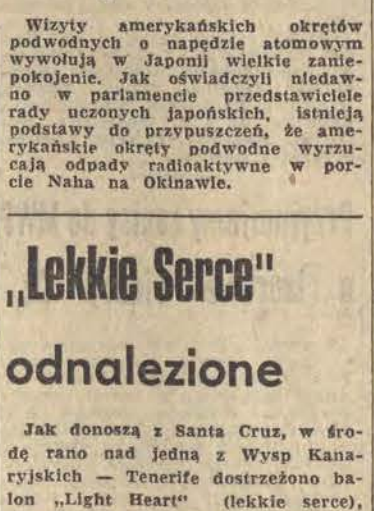 Wizyty amerykańskich okrętów
podwodnych o napędzie atomowym
wywołują w Japonii wielkie zanie-
pokojenie. Jak oświadczyli niedaw-
no w parlamencie przedstawiciele
rady uczonych japońskich, istnieją
podstawy do przypuszczeń, że ame-
rykańskie okręty podwodne wyrzu-
cają odpady radioaktywne w por-
cie Naha na Okinawie.
„Lekkie Serce"
odnalezione
Jak donoszą z Santa Cruz, w śro-
dę rano nad jedną z Wysp Kana-
ryjskich — Tenerife dostrzeżono ba-
lon „Light Heart" (lekkie serce),